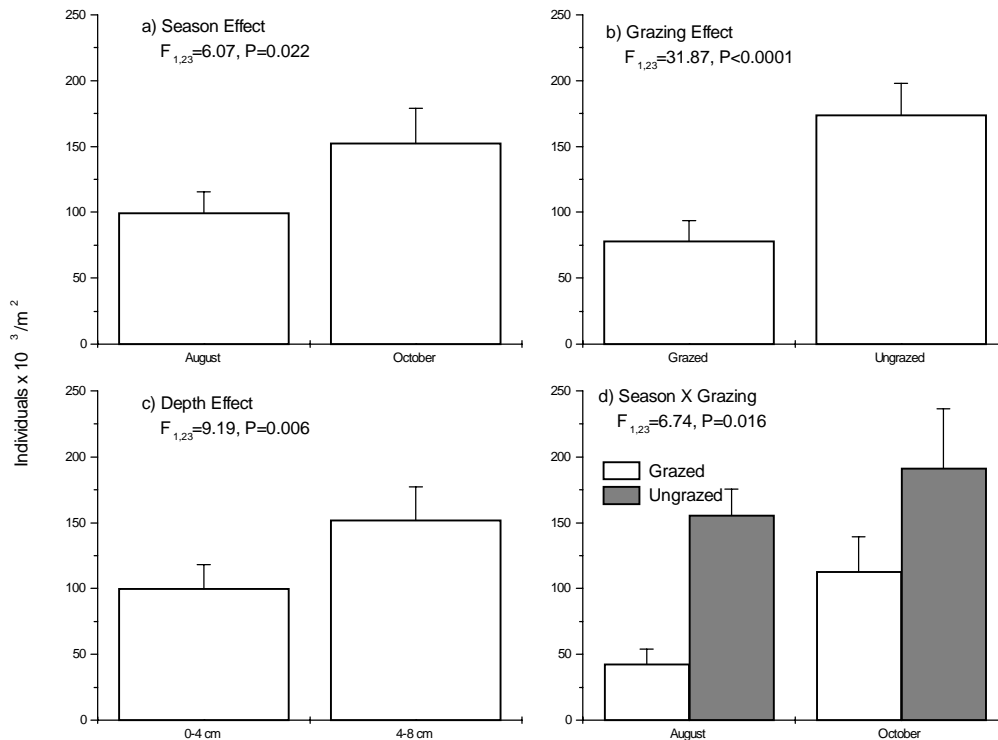 a) Season Effect
F 1,23=6.07, P=0.022
250
200
150
100
50
0
August
October
b) Grazing Effect
F 1,23=31.87, P<0.0001
250
200
150
100
50
0
Grazed
Ungrazed
Individuals x 10 3 /m 2
c) Depth Effect
F 1,23=9.19, P=0.006
250
200
150
100
50
0
0-4 cm
4-8 cm
d) Season X Grazing
F 1,23=6.74, P=0.016
250
200
150
100
50
0
Grazed
Ungrazed
August
October